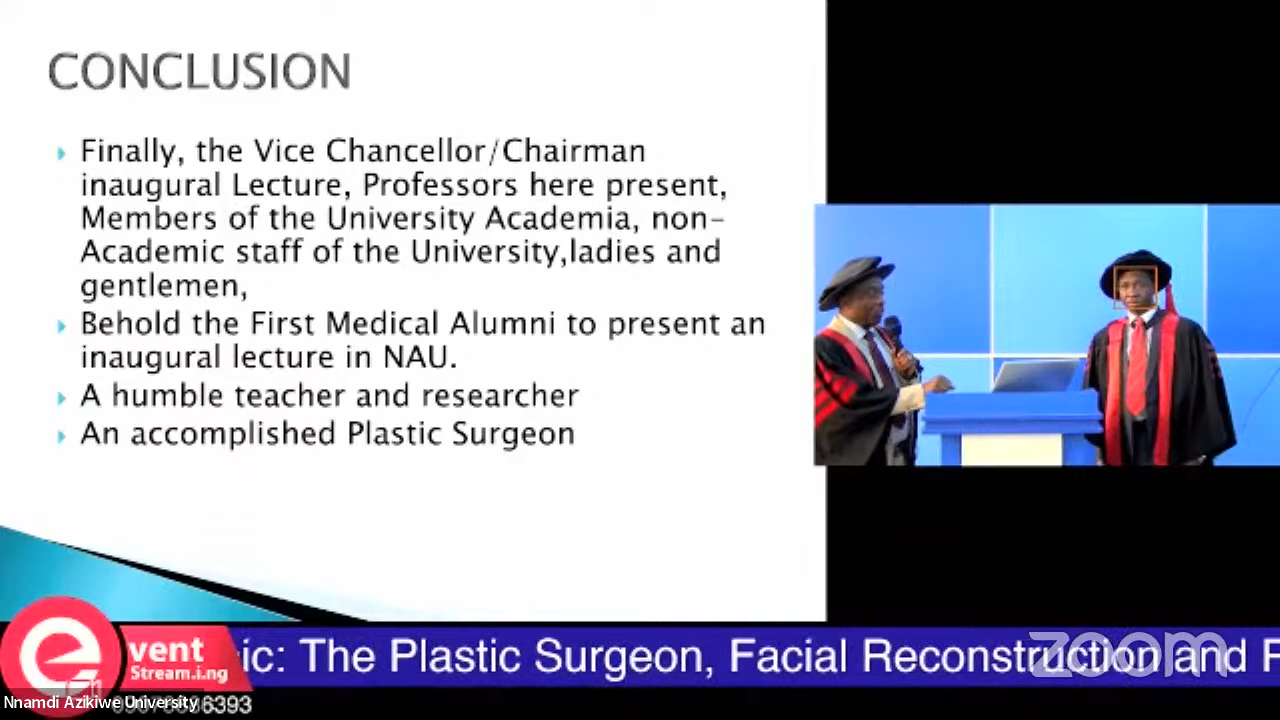 CONCLUSION
Finally, the Vice Chancellor/Chairman
inaugural Lecture, Professors here present,
Members of the University Academia, non-
Academic staff of the University,ladies and
gentlemen,
Behold the First Medical Alumni to present an
inaugural lecture in NAU.
A humble teacher and researcher
An accomplished Plastic Surgeon
event
Stream.i.ng
ic: The Plastic Surgeon, Facial Reconstruction and
zoom
Nnamdi Azikiwe University